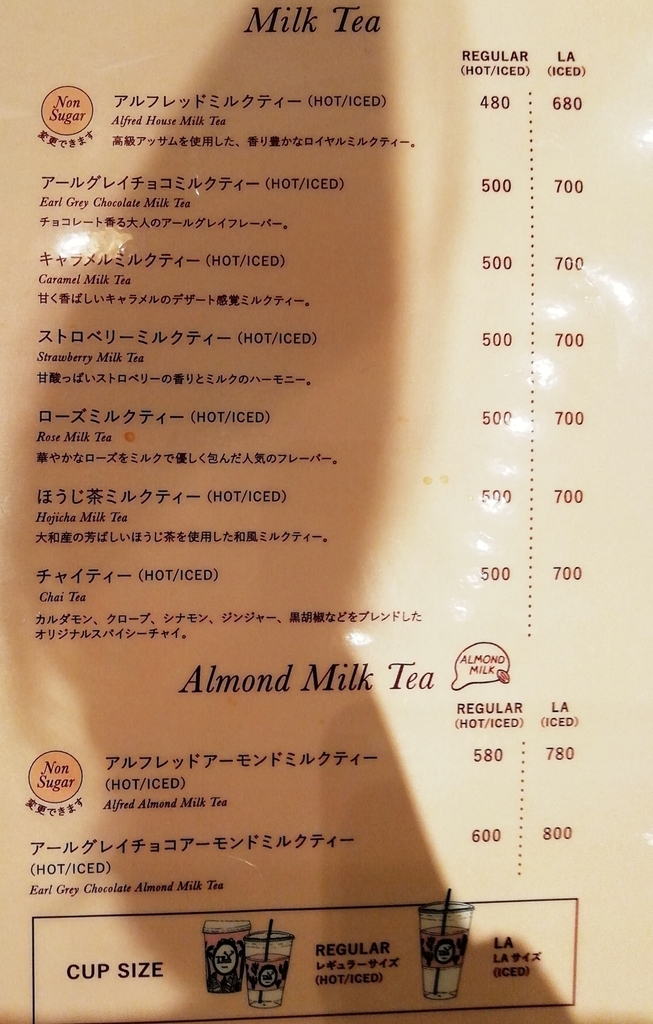 Milk Tea
REGULAR LA
(HOT/ICED) (ICED)
Non
Sugar
変更できます
アルフレッドミルクティー (HOT/ICED) 480 680
Alfred House Milk Tea
高級アッサムを使用した、香り豊かなロイヤルミルクティー。
アールグレイチョコミルクティー (HOT/ICED) 500 700
Earl Grey Chocolate Milk Tea
チョコレート香る大人のアールグレイフレーバー。
キャラメルミルクティー (HOT/ICED) 500 700
Caramel Milk Tea
甘く香ばしいキャラメルのデザート感覚ミルクティー。
ストロベリーミルクティー (HOT/ICED) 500 700
Strawberry Milk Tea
甘酸っぱいストロベリーの香りとミルクのハーモニー。
ローズミルクティー (HOT/ICED) 500 700
Rose Milk Tea
華やかなローズをミルクで優しく包んだ人気のフレーバー。
ほうじ茶ミルクティー (HOT/ICED) 500 700
Hojicha Milk Tea
大和産の芳ばしいほうじ茶を使用した和風ミルクティー。
チャイティー (HOT/ICED) 500 700
Chai Tea
カルダモン、クローブ、シナモン、ジンジャー、黒胡椒などをブレンドした
オリジナルスパイシーチャイ。
Almond Milk Tea
ALMOND
MILK
REGULAR LA
(HOT/ICED) (ICED)
Non
Sugar
変更できます
アルフレッドアーモンドミルクティー 580 780
(HOT/ICED)
Alfred Almond Milk Tea
アールグレイチョコアーモンドミルクティー 600 800
(HOT/ICED)
Earl Grey Chocolate Almond Milk Tea
CUP SIZE
REGULAR
レギュラーサイズ
(HOT/ICED)
LA
LA サイズ
(ICED)